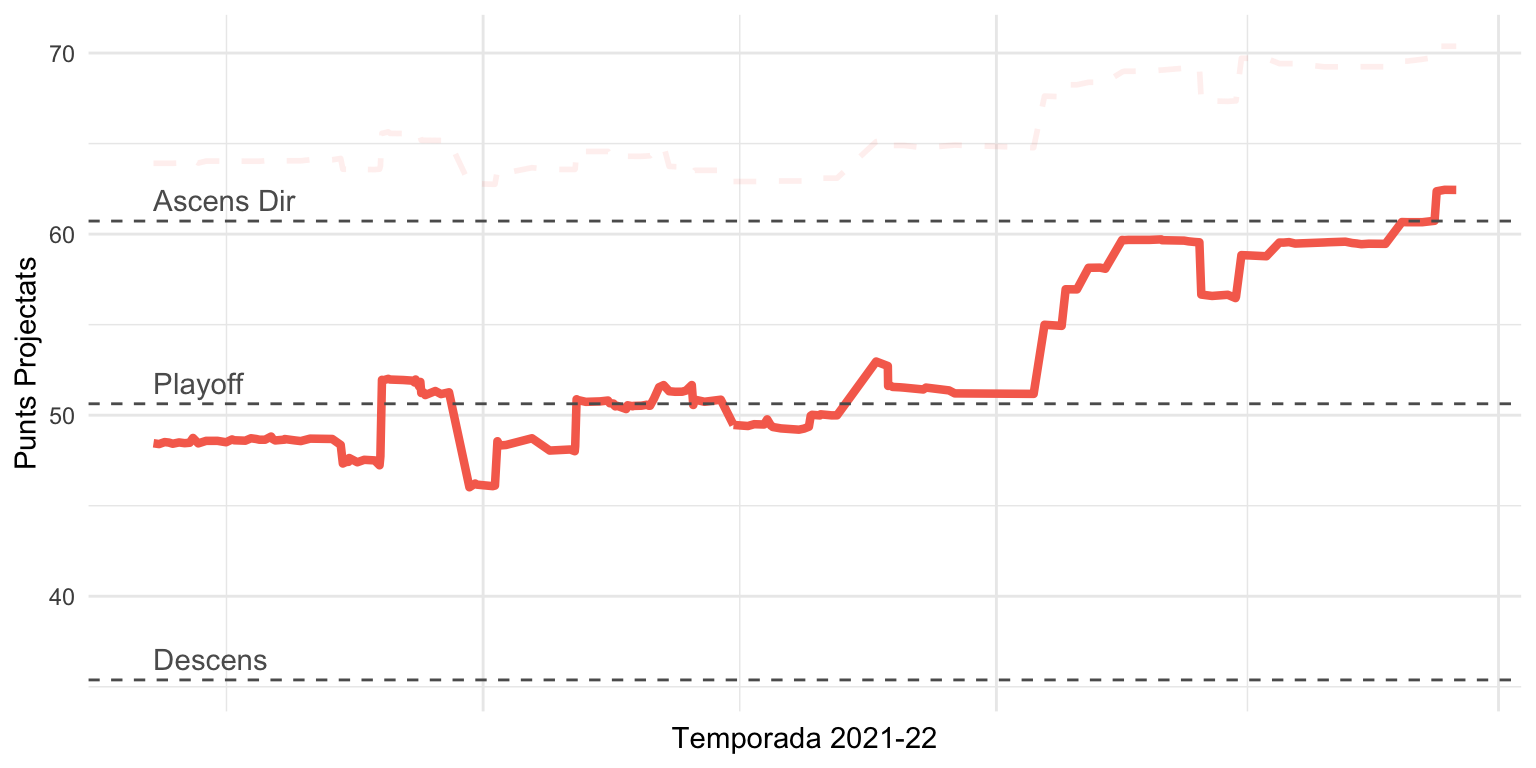 70
60
50
40
Punts Projectats
Ascens Dir
Playoff
Descens
Temporada 2021-22